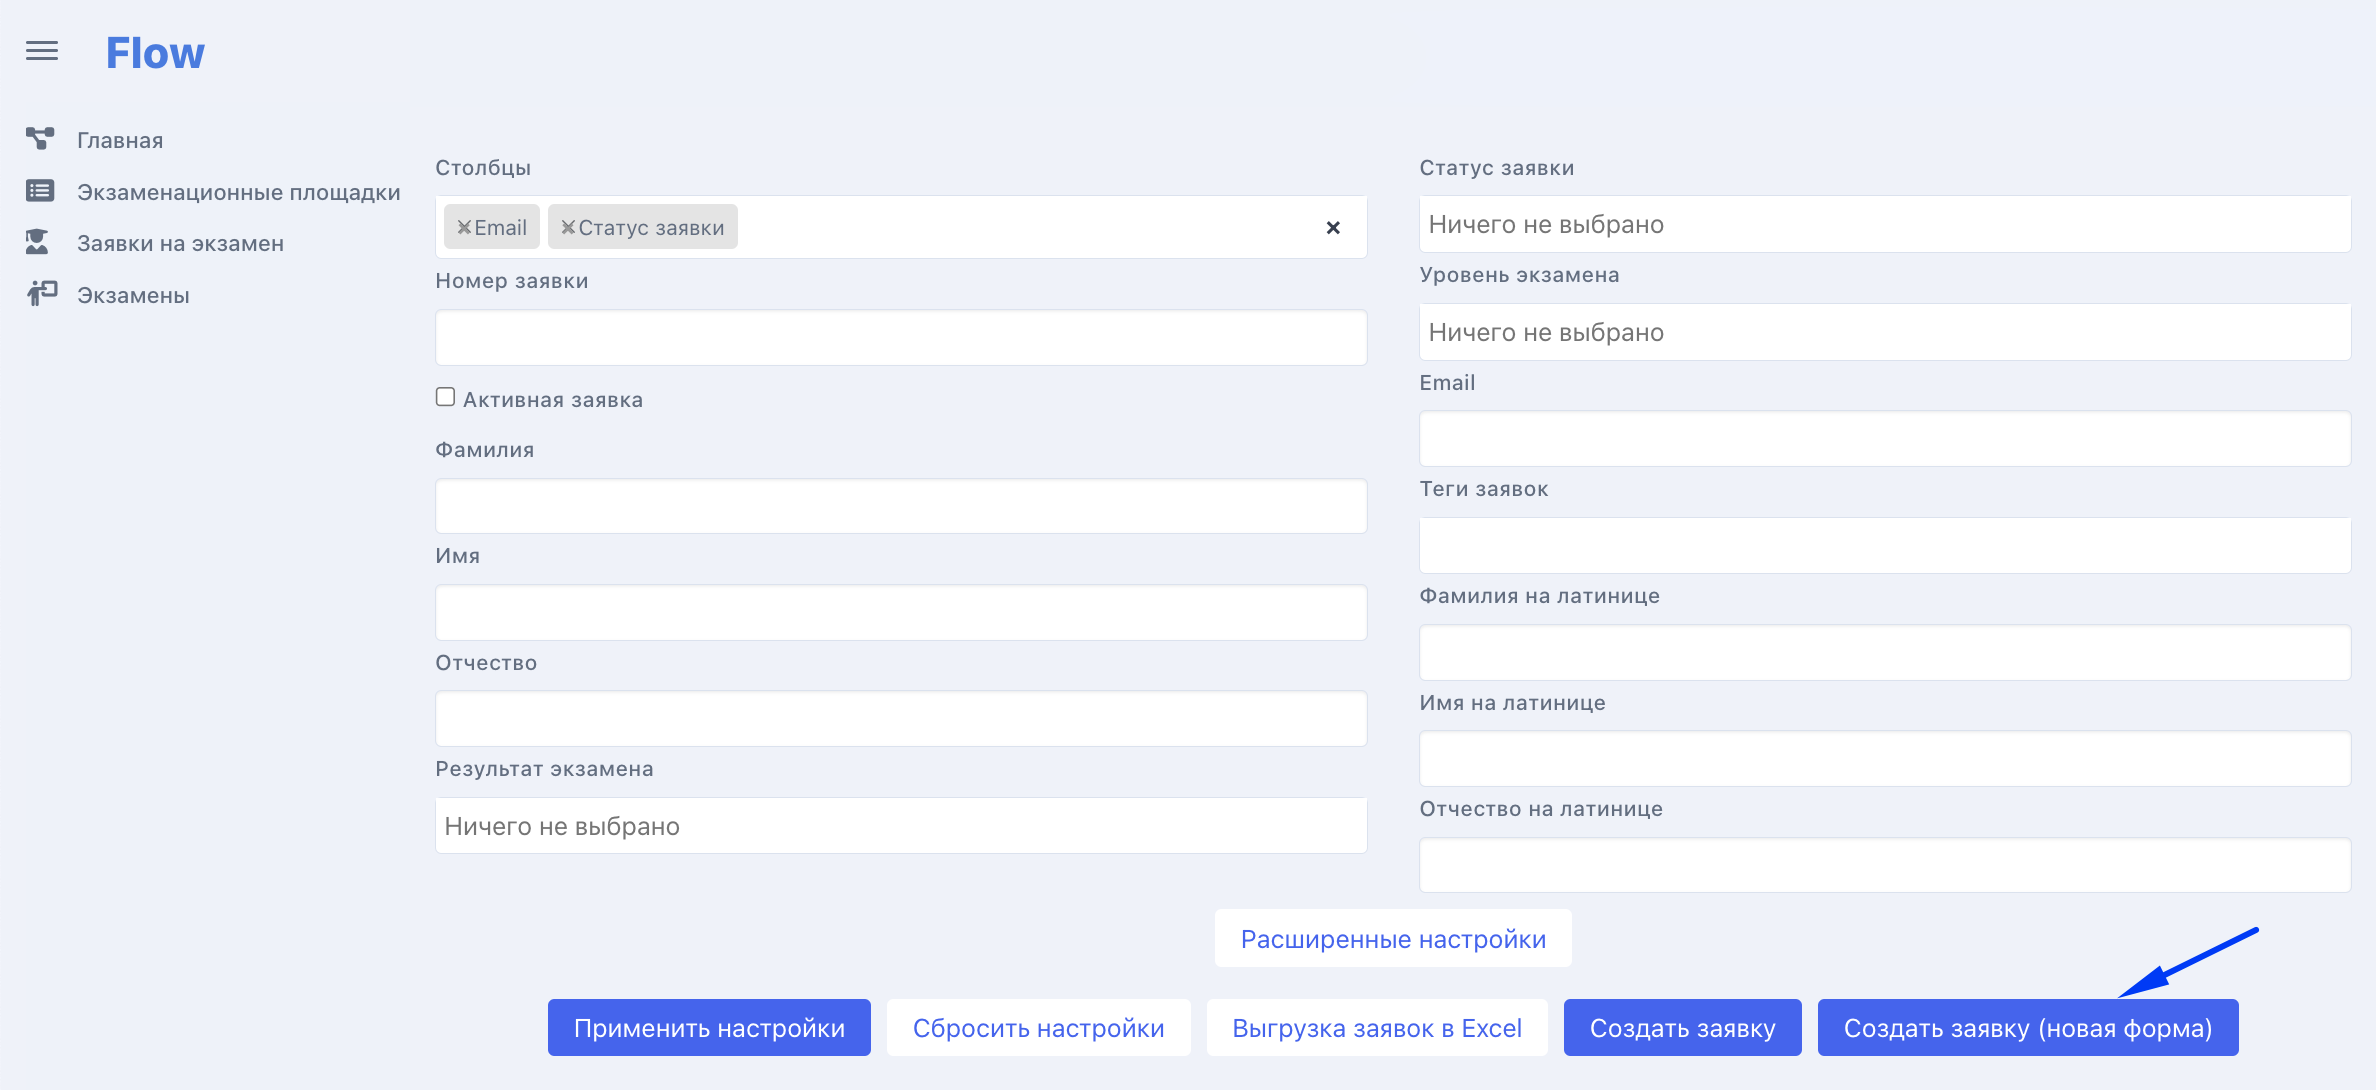 Flow
Главная
Экзаменационные площадки
Заявки на экзамен
Экзамены
Столбцы
Email
Статус заявки
Номер заявки
Активная заявка
Фамилия
Имя
Отчество
Результат экзамена
Ничего не выбрано
Статус заявки
Ничего не выбрано
Уровень экзамена
Ничего не выбрано
Email
Теги заявок
Фамилия на латинице
Имя на латинице
Отчество на латинице
Расширенные настройки
Применить настройки
Сбросить настройки
Выгрузка заявок в Excel
Создать заявку
Создать заявку (новая форма)